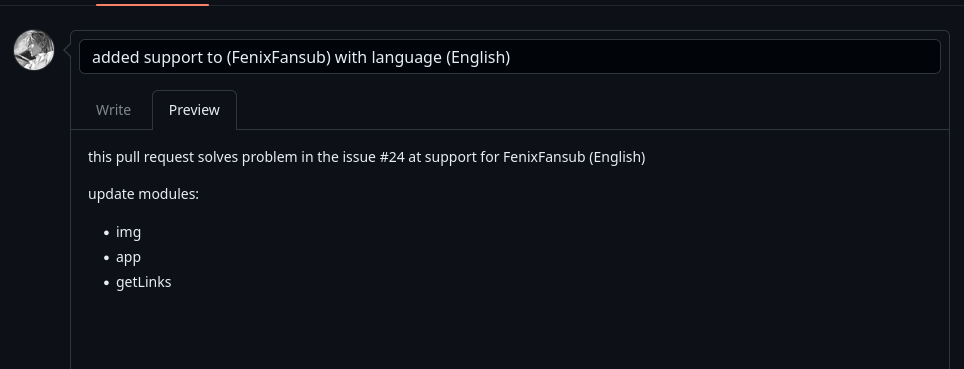 added support to (FenixFansub) with language (English)
Write
Preview
this pull request solves problem in the issue #24 at support for FenixFansub (English)
update modules:
img
app
getLinks